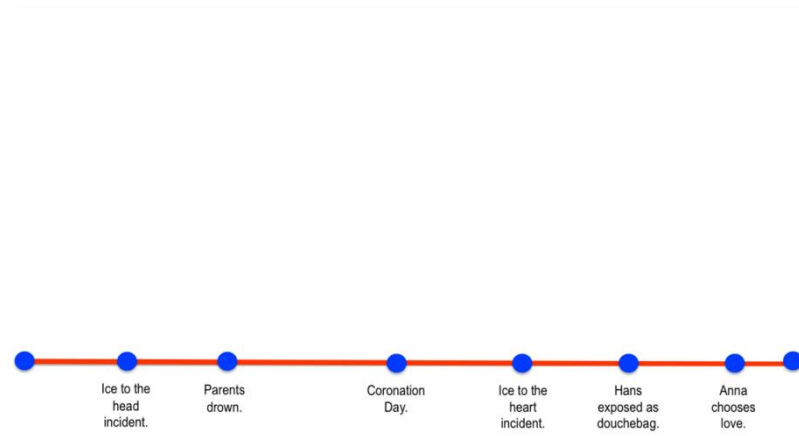 Ice to the
head
incident.
Parents
drown.
Coronation
Day.
Ice to the
heart
incident.
Hans
exposed as
douchebag.
Anna
chooses
love.